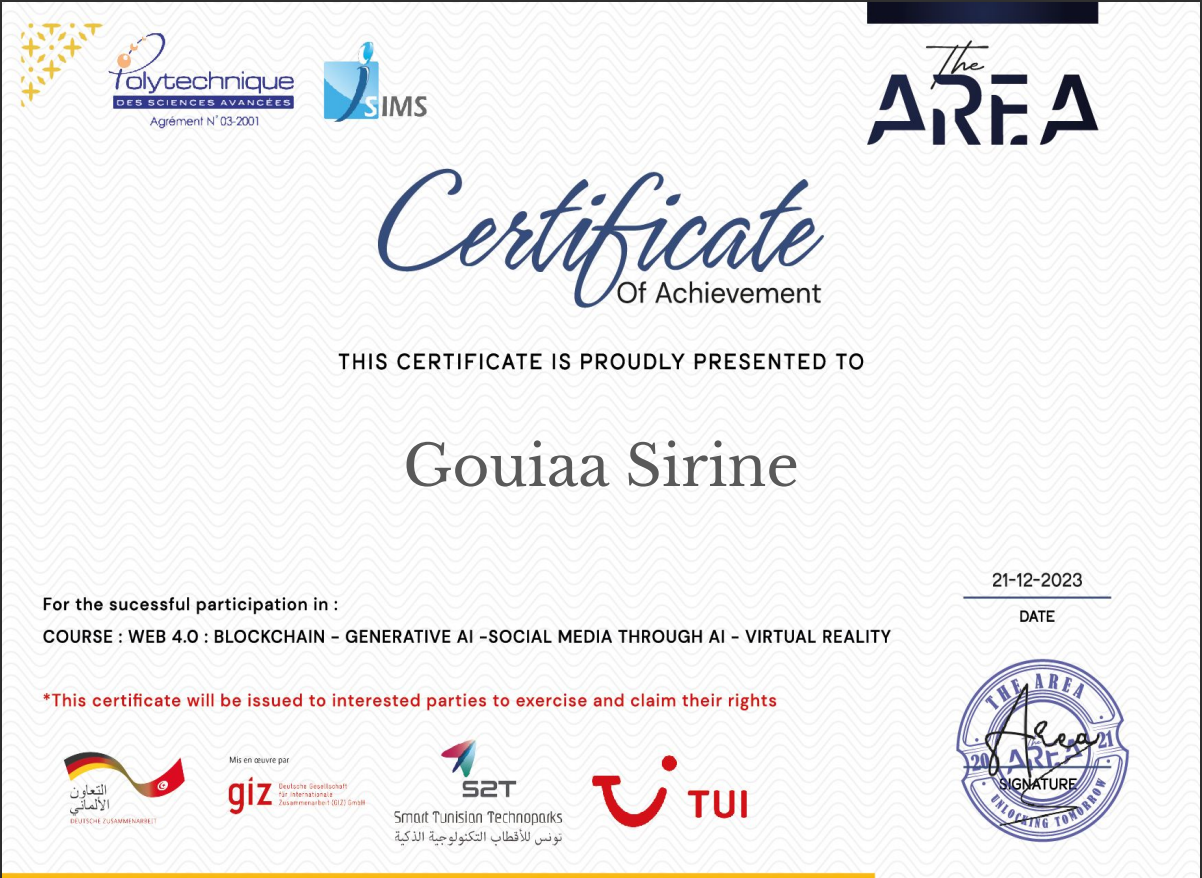 Polytechnique
DES SCIENCES AVANCÉES
Agrément N° 03-2001
SIMS
The
AREA
Certificate
Of Achievement
THIS CERTIFICATE IS PROUDLY PRESENTED TO
Gouiaa Sirine
21-12-2023
DATE
For the sucessful participation in :
COURSE : WEB 4.0 : BLOCKCHAIN - GENERATIVE AI -SOCIAL MEDIA THROUGH AI - VIRTUAL REALITY
*This certificate will be issued to interested parties to exercise and claim their rights
التعاون
الألماني
DEUTSCHE ZUSAMMENARBEIT
Mis en œuvre par
giz
Deutsche Gesellschaft
für Internationale
Zusammenarbeit (GIZ) GmbH
S2T
Smart Tunisian Technoparks
تونس للأقطاب التكنولوجية الذكية
TUI
THE AREA
Area
20 AREA 21
SIGNATURE
UNLOCKING TOMORROW